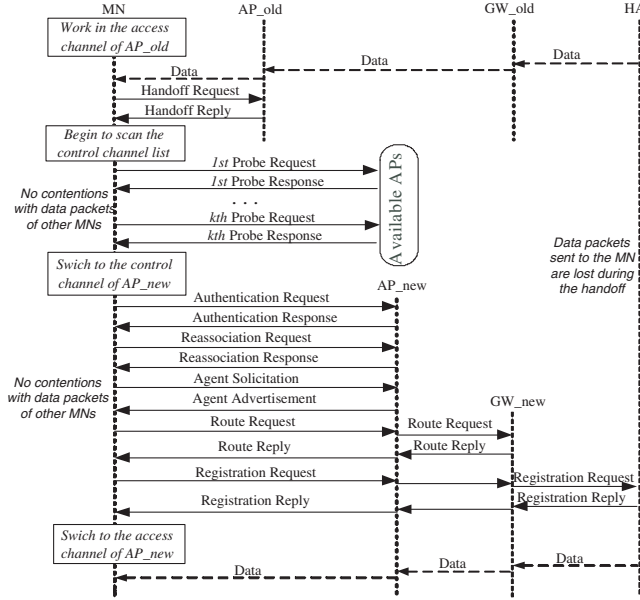 MN
AP_old
GW_old
HA
Work in the access
channel of AP_old
Data
Data
Data
Handoff Request
Handoff Reply
Begin to scan the
control channel list
1st Probe Request
1st Probe Response
. . .
kth Probe Request
kth Probe Response
Available APs
No contentions
with data packets
of other MNs
Data packets
sent to the MN
are lost during
the handoff
Swich to the control
channel of AP_new
AP_new
Authentication Request
Authentication Response
Reassociation Request
Reassociation Response
Agent Solicitation
Agent Advertisement
No contentions
with data packets
of other MNs
GW_new
Route Request
Route Request
Route Reply
Route Reply
Registration Request
Registration Request
Registration Reply
Registration Reply
Swich to the access
channel of AP_new
Data
Data
Data